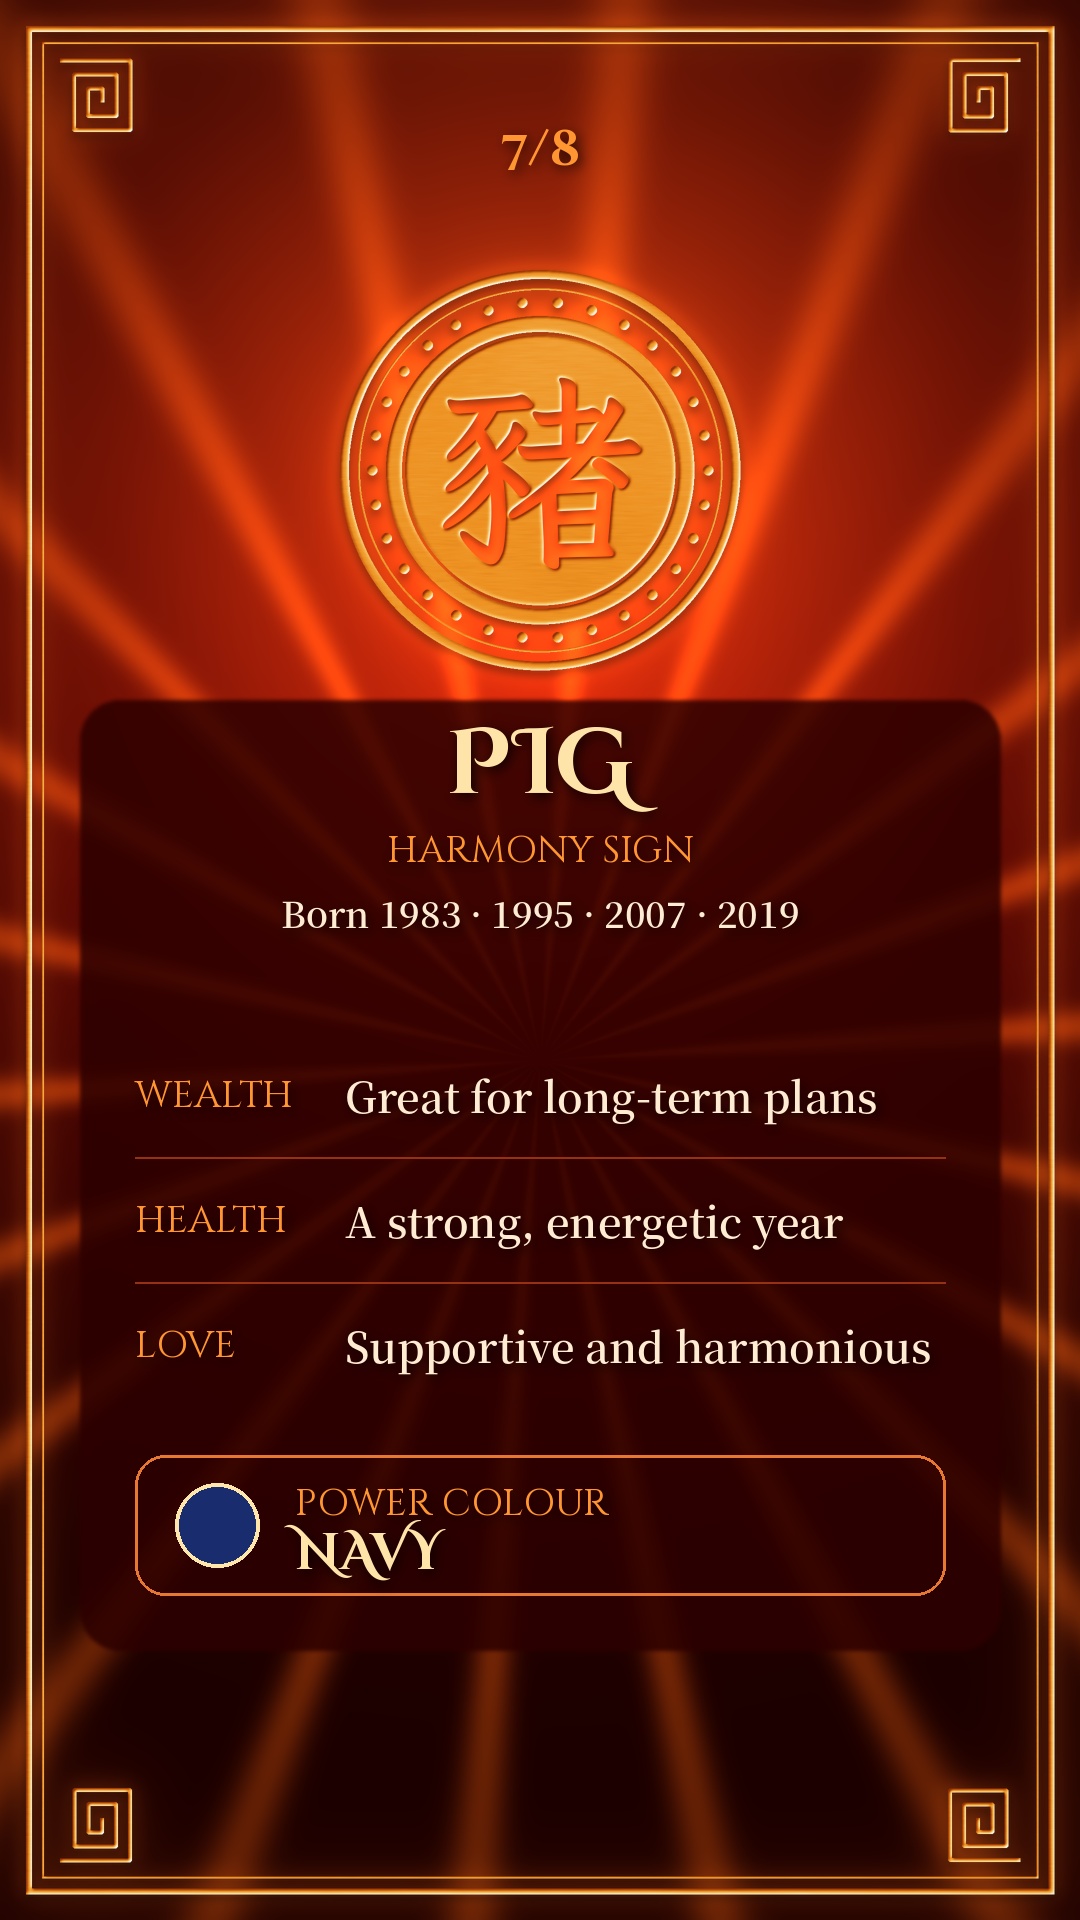 7/8
豬
PIG
HARMONY SIGN
Born 1983 · 1995 · 2007 · 2019
WEALTH Great for long-term plans
HEALTH A strong, energetic year
LOVE Supportive and harmonious
POWER COLOUR
NAVY